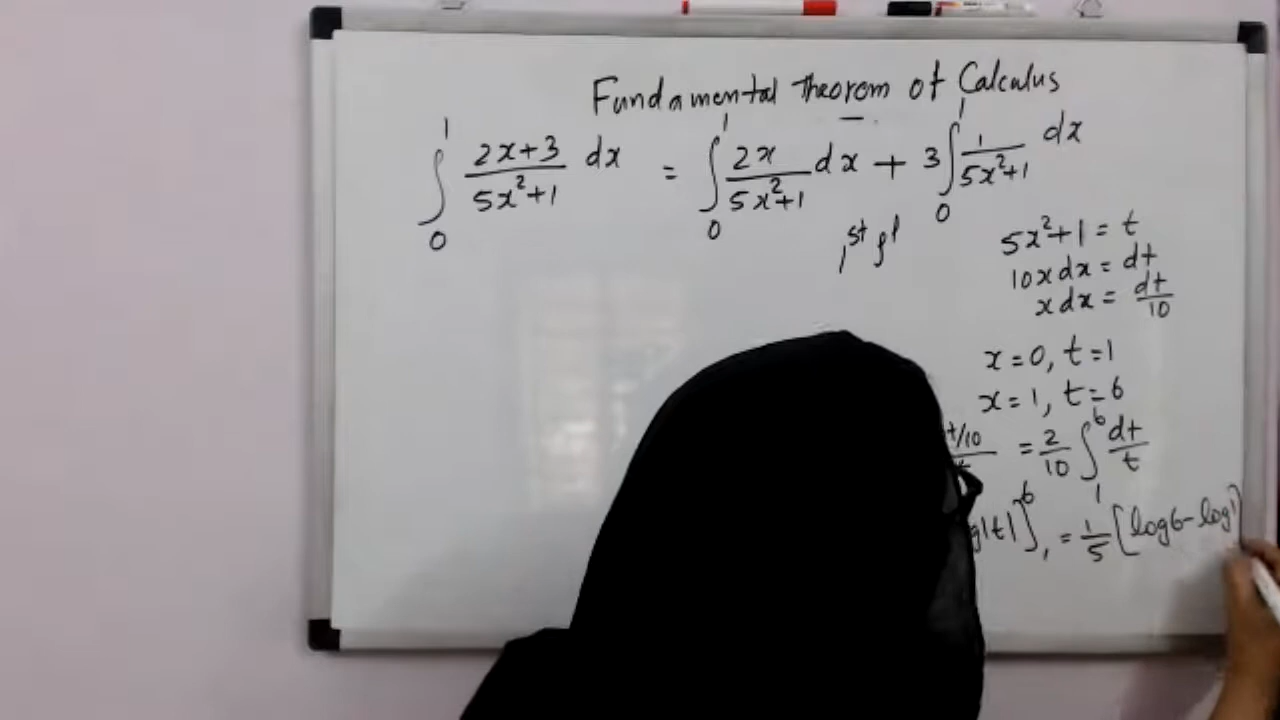 Fundamental Theorem of Calculus
∫₀¹ (2x+3)/(5x²+1) dx = ∫₀¹ 2x/(5x²+1) dx + 3∫₀¹ 1/(5x²+1) dx
1st
5x²+1 = t
10x dx = dt
x dx = dt/10
x=0, t=1
x=1, t=6
t/10 = 2/10 ∫₁⁶ dt/t
g|t|]₁⁶ = 1/5 [log6-log1